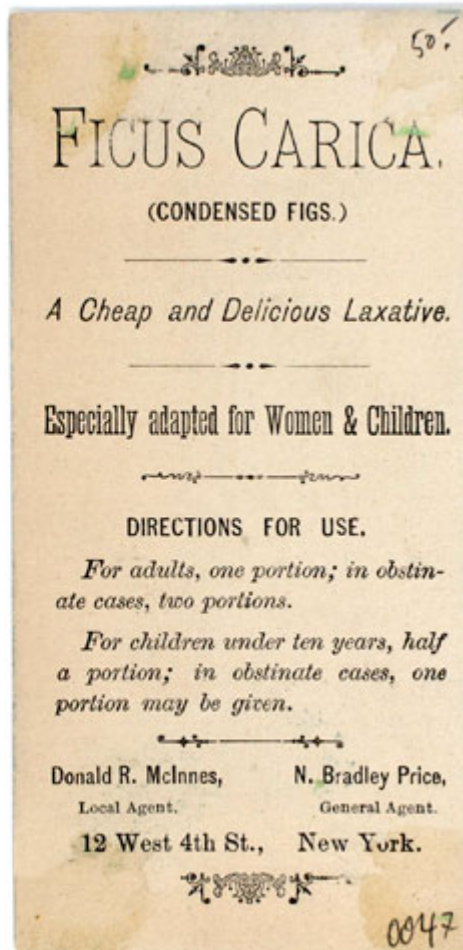 50.-
FICUS CARICA.
(CONDENSED FIGS.)
A Cheap and Delicious Laxative.
Especially adapted for Women & Children.
DIRECTIONS FOR USE.
For adults, one portion; in obstin-
ate cases, two portions.
For children under ten years, half
a portion; in obstinate cases, one
portion may be given.
Donald R. McInnes, N. Bradley Price,
Local Agent. General Agent.
12 West 4th St., New York.
0047